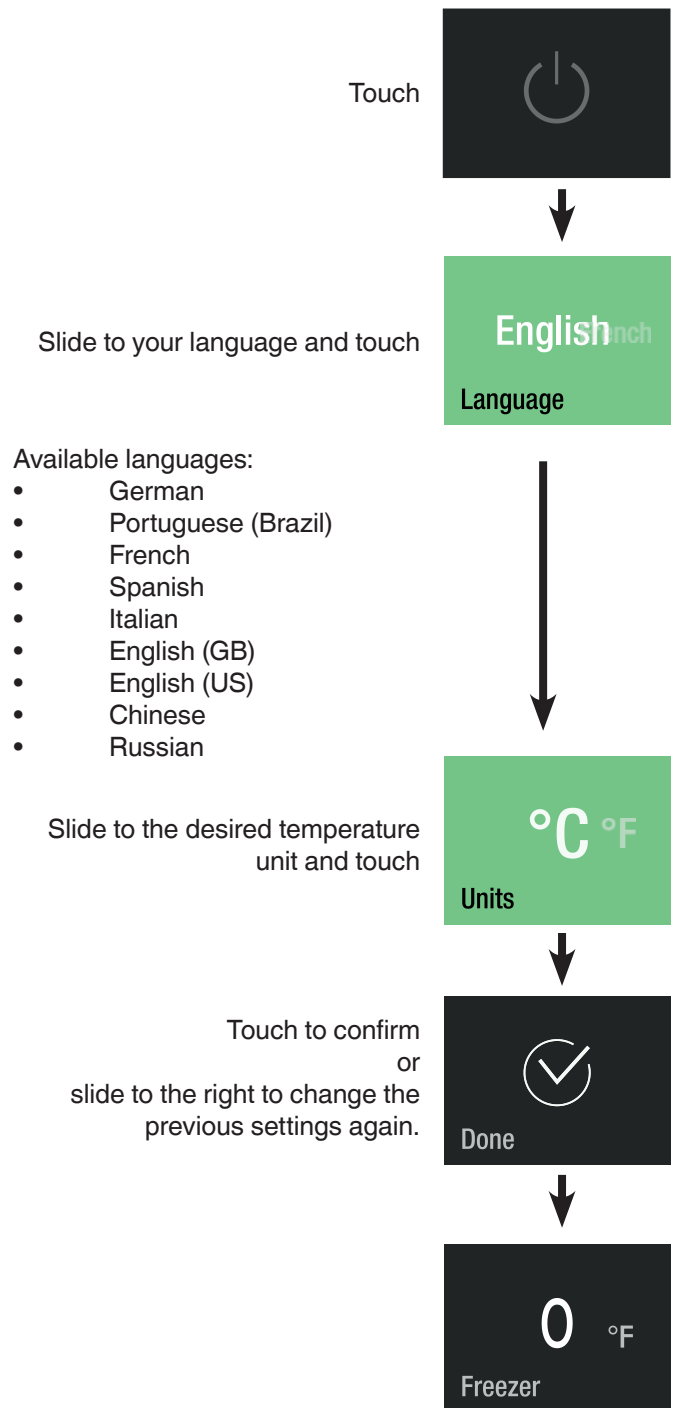 Touch
Slide to your language and touch
English French
Language
Available languages:
• German
• Portuguese (Brazil)
• French
• Spanish
• Italian
• English (GB)
• English (US)
• Chinese
• Russian
Slide to the desired temperature
unit and touch
°C °F
Units
Touch to confirm
or
slide to the right to change the
previous settings again.
Done
0 °F
Freezer